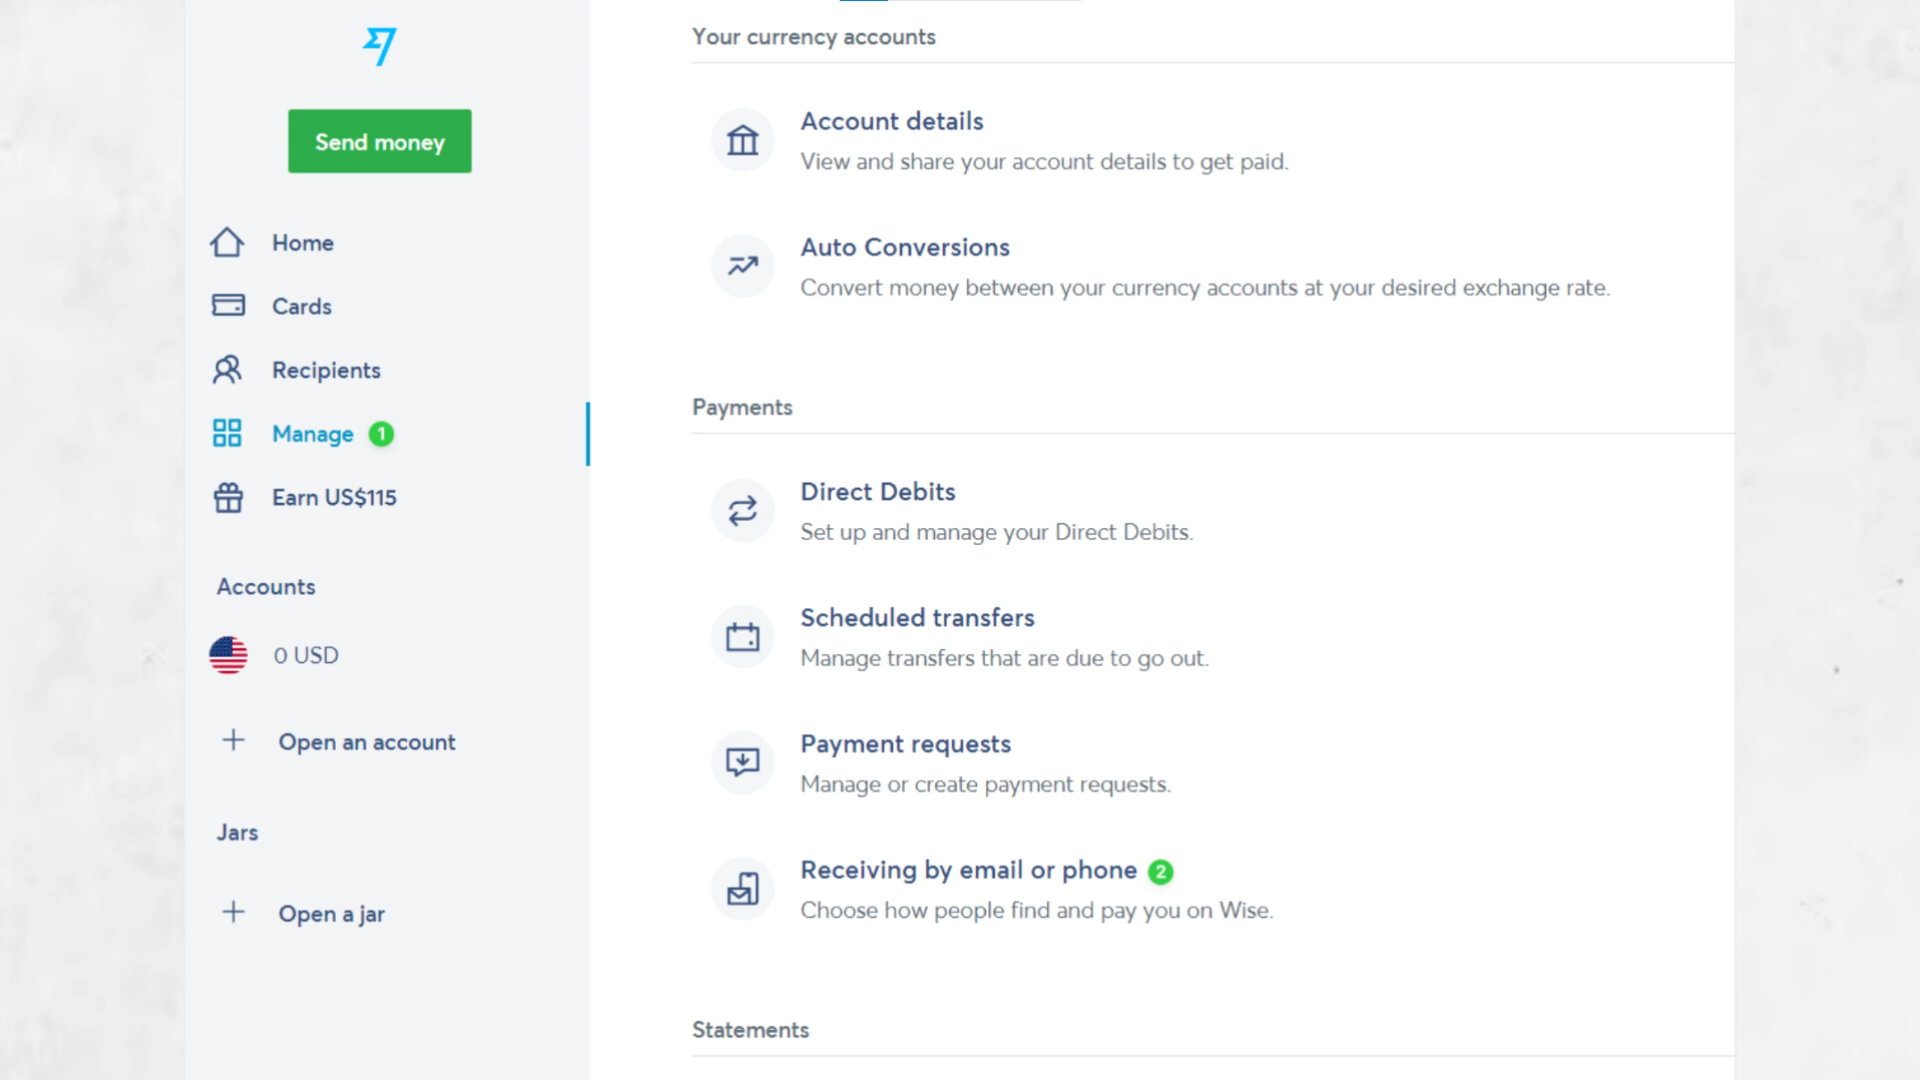 Send money
Home
Cards
Recipients
Manage 1
Earn US$115
Accounts
0 USD
Open an account
Jars
Open a jar
Your currency accounts
Account details
View and share your account details to get paid.
Auto Conversions
Convert money between your currency accounts at your desired exchange rate.
Payments
Direct Debits
Set up and manage your Direct Debits.
Scheduled transfers
Manage transfers that are due to go out.
Payment requests
Manage or create payment requests.
Receiving by email or phone 2
Choose how people find and pay you on Wise.
Statements